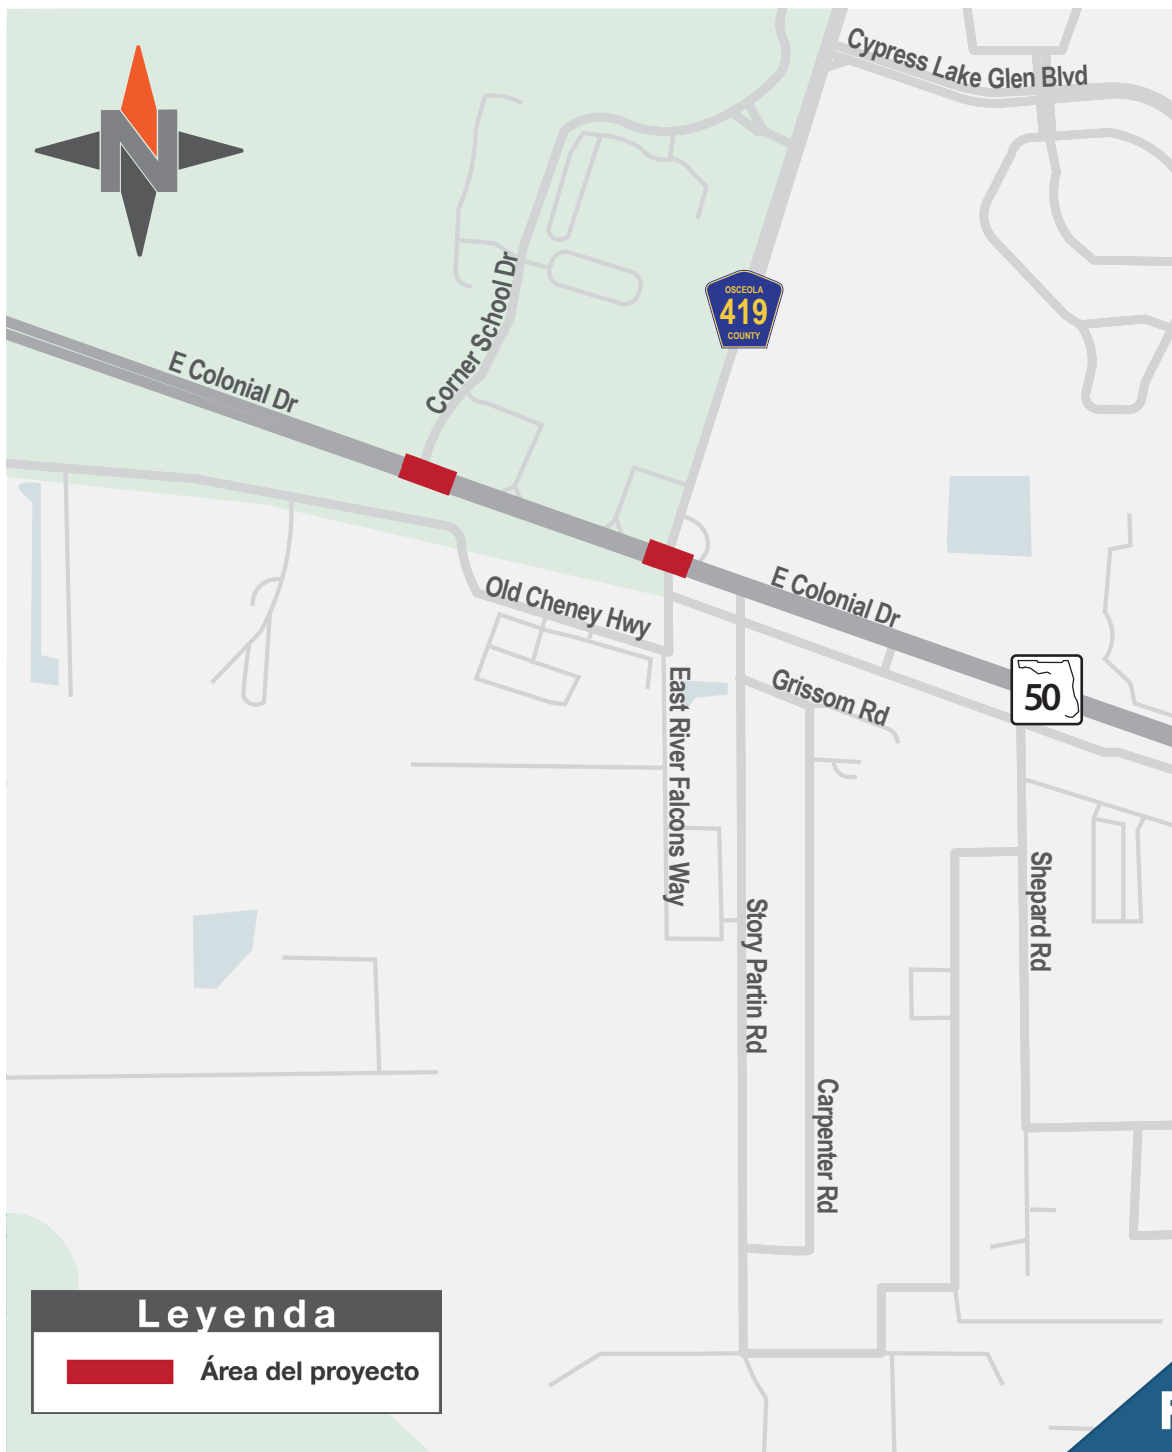 Cypress Lake Glen Blvd
N
Corner School Dr
OSCEOLA
419
COUNTY
E Colonial Dr
E Colonial Dr
Old Cheney Hwy
Grissom Rd
50
East River Falcons Way
Shepard Rd
Story Partin Rd
Carpenter Rd
Leyenda
Área del proyecto